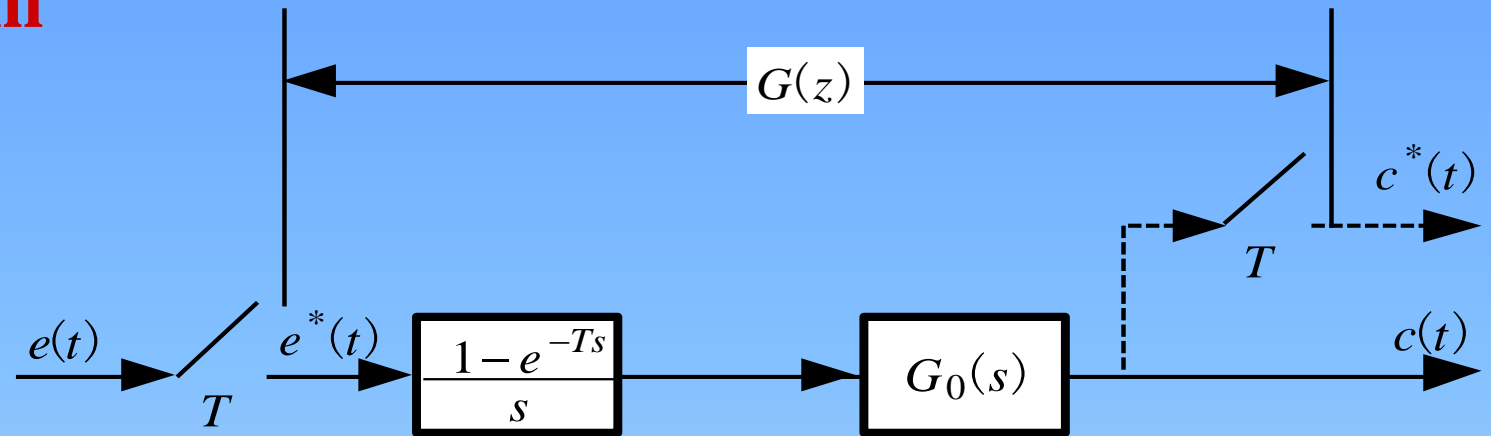 G(z)
c*(t)
T
e(t)
e*(t)
1-e^{-Ts}
s
G₀(s)
c(t)
T